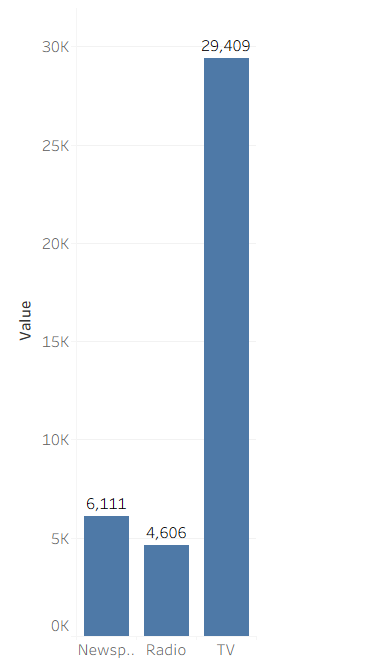 30K
29,409
25K
20K
Value
15K
10K
6,111
4,606
5K
0K
Newsp.. Radio TV